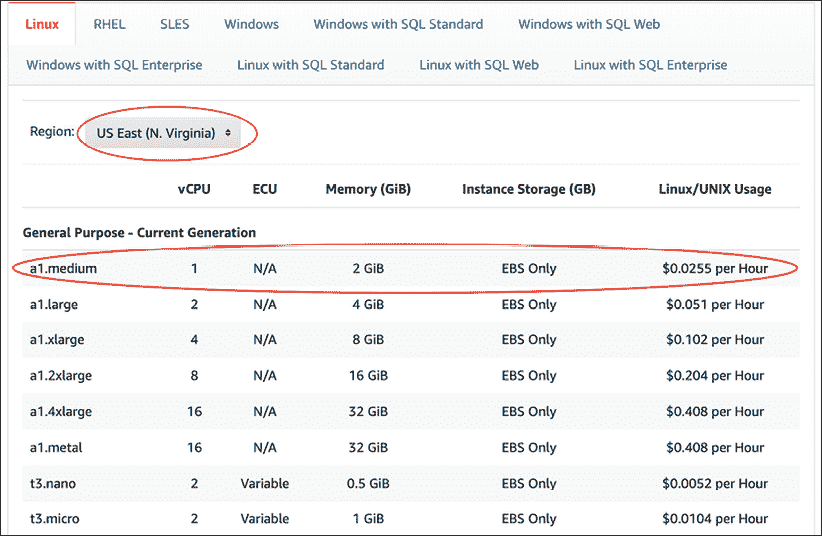 Linux RHEL SLES Windows Windows with SQL Standard Windows with SQL Web
Windows with SQL Enterprise Linux with SQL Standard Linux with SQL Web Linux with SQL Enterprise
Region: US East (N. Virginia)
vCPU ECU Memory (GiB) Instance Storage (GB) Linux/UNIX Usage
General Purpose - Current Generation
a1.medium 1 N/A 2 GiB EBS Only $0.0255 per Hour
a1.large 2 N/A 4 GiB EBS Only $0.051 per Hour
a1.xlarge 4 N/A 8 GiB EBS Only $0.102 per Hour
a1.2xlarge 8 N/A 16 GiB EBS Only $0.204 per Hour
a1.4xlarge 16 N/A 32 GiB EBS Only $0.408 per Hour
a1.metal 16 N/A 32 GiB EBS Only $0.408 per Hour
t3.nano 2 Variable 0.5 GiB EBS Only $0.0052 per Hour
t3.micro 2 Variable 1 GiB EBS Only $0.0104 per Hour